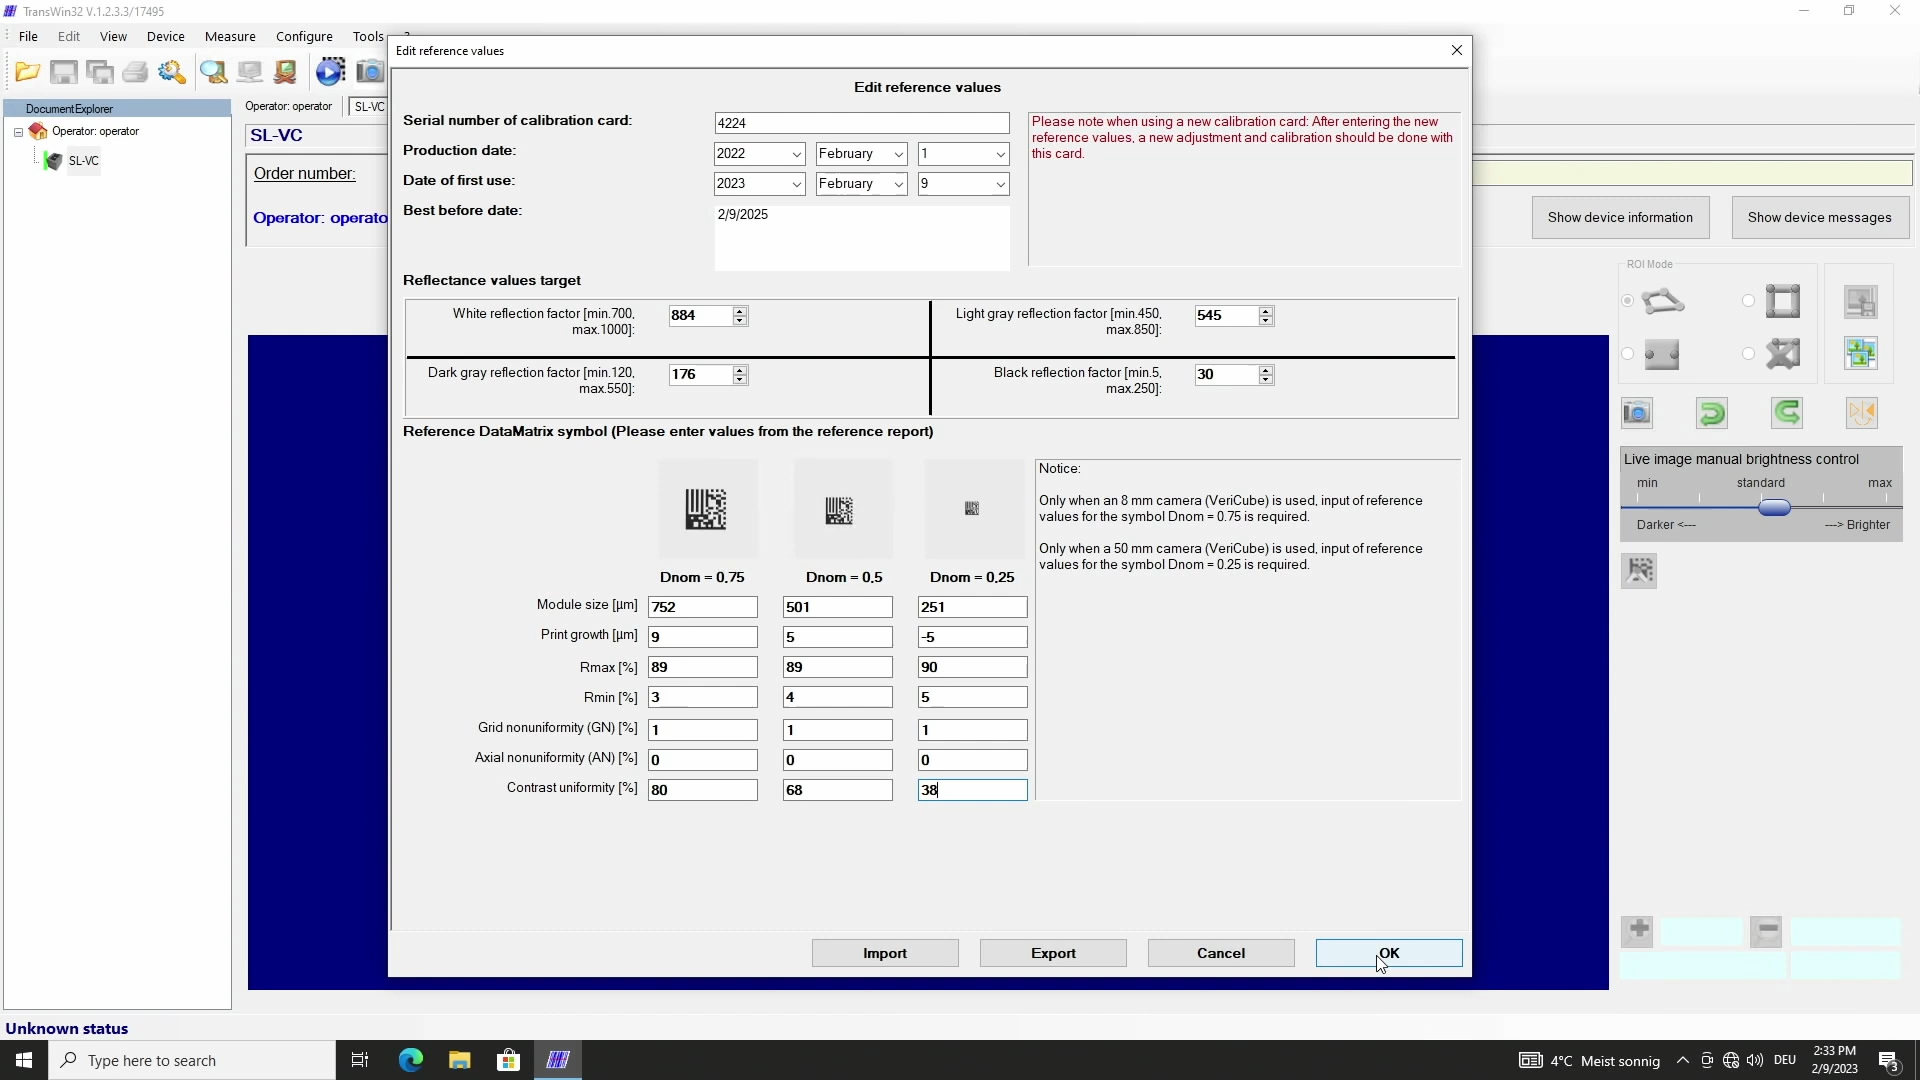 TransWin32 V.1.2.3.3/17495
File Edit View Device Measure Configure Tools
DocumentExplorer
Operator: operator
SL-VC
Operator: operator SL-VC
SL-VC
Order number:
Operator: operato
Edit reference values
Edit reference values
Serial number of calibration card: 4224
Production date: 2022 February 1
Date of first use: 2023 February 9
Best before date: 2/9/2025
Please note when using a new calibration card: After entering the new
reference values, a new adjustment and calibration should be done with
this card.
Reflectance values target
White reflection factor [min.700,
max.1000]: 884
Light gray reflection factor [min.450,
max.850]: 545
Dark gray reflection factor [min.120,
max.550]: 176
Black reflection factor [min.5,
max.250]: 30
Reference DataMatrix symbol (Please enter values from the reference report)
Dnom = 0,75 Dnom = 0,5 Dnom = 0,25
Module size [µm] 752 501 251
Print growth [µm] 9 5 -5
Rmax [%] 89 89 90
Rmin [%] 3 4 5
Grid nonuniformity (GN) [%] 1 1 1
Axial nonuniformity (AN) [%] 0 0 0
Contrast uniformity [%] 80 68 38
Notice:
Only when an 8 mm camera (VeriCube) is used, input of reference
values for the symbol Dnom = 0.75 is required.
Only when a 50 mm camera (VeriCube) is used, input of reference
values for the symbol Dnom = 0.25 is required.
Import Export Cancel OK
Show device information Show device messages
ROI Mode
Live image manual brightness control
min standard max
Darker <--- ---> Brighter
Unknown status
Type here to search
4°C Meist sonnig DEU
2:33 PM
2/9/2023
3